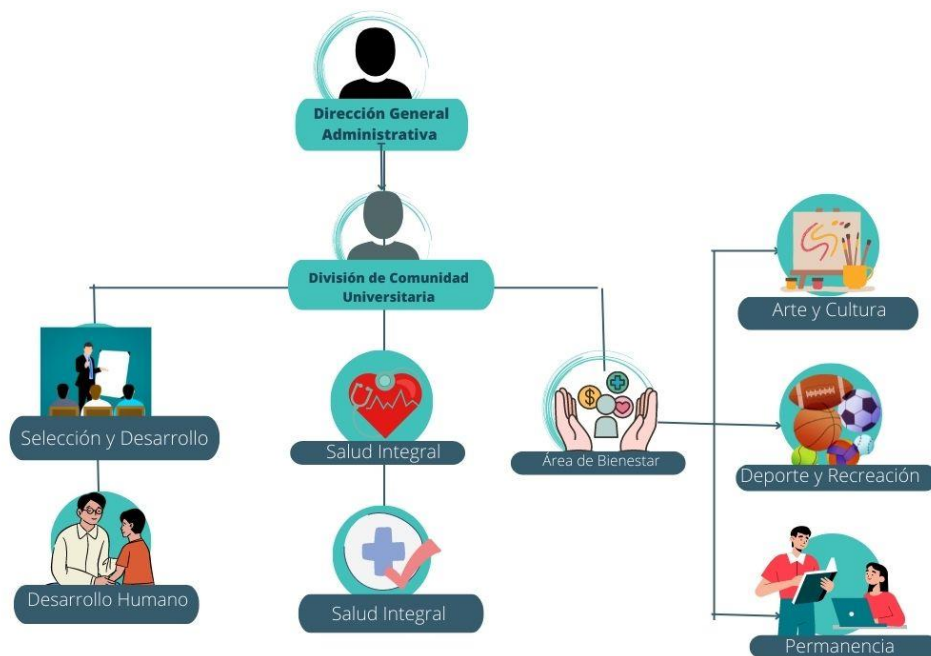 Dirección General
Administrativa
División de Comunidad
Universitaria
Arte y Cultura
Selección y Desarrollo
Salud Integral
$
Área de Bienestar
Deporte y Recreación
Desarrollo Humano
Salud Integral
Permanencia